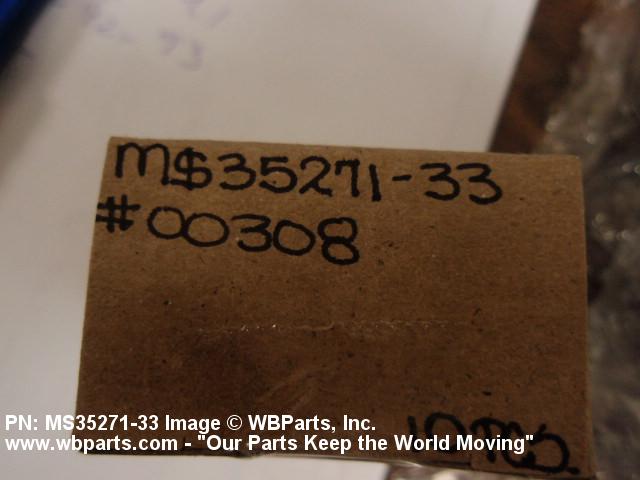 MS35271-33
#00308
PN: MS35271-33 Image © WBParts, Inc.
www.wbparts.com - "Our Parts Keep the World Moving"